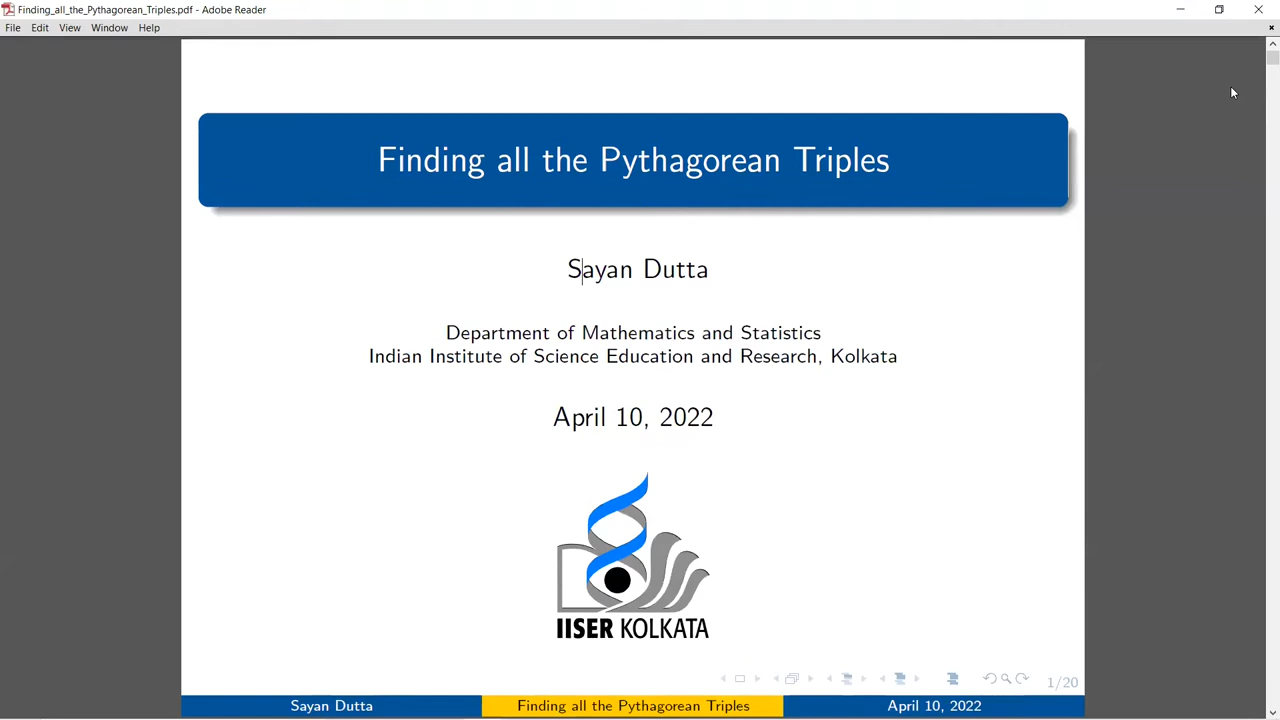 Finding_all_the_Pythagorean_Triples.pdf - Adobe Reader
File Edit View Window Help
Finding all the Pythagorean Triples
Sayan Dutta
Department of Mathematics and Statistics
Indian Institute of Science Education and Research, Kolkata
April 10, 2022
IISER KOLKATA
1/20
Sayan Dutta Finding all the Pythagorean Triples April 10, 2022